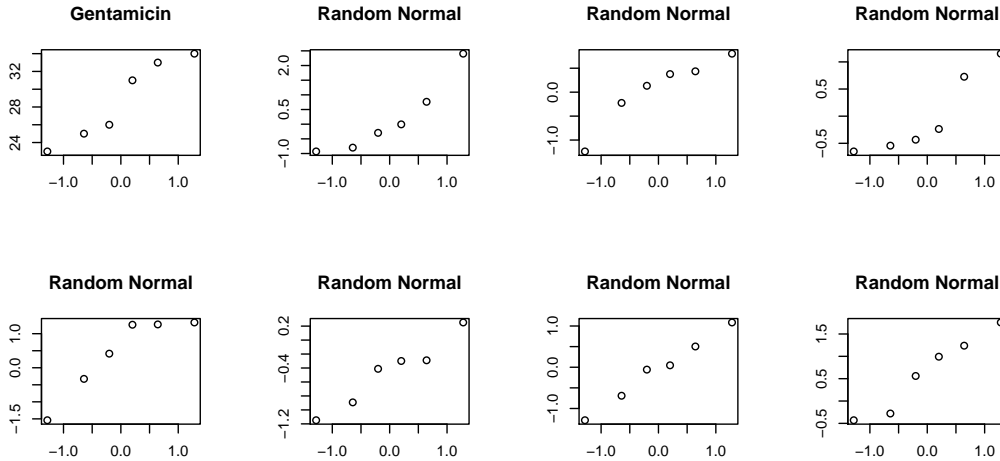 Gentamicin Random Normal Random Normal Random Normal
24 28 32 −1.0 0.5 2.0 −1.0 0.0 −0.5 0.5
−1.0 0.0 1.0 −1.0 0.0 1.0 −1.0 0.0 1.0 −1.0 0.0 1.0
Random Normal Random Normal Random Normal Random Normal
−1.5 0.0 1.0 −1.2 −0.4 0.2 −1.0 0.0 1.0 −0.5 0.5 1.5
−1.0 0.0 1.0 −1.0 0.0 1.0 −1.0 0.0 1.0 −1.0 0.0 1.0